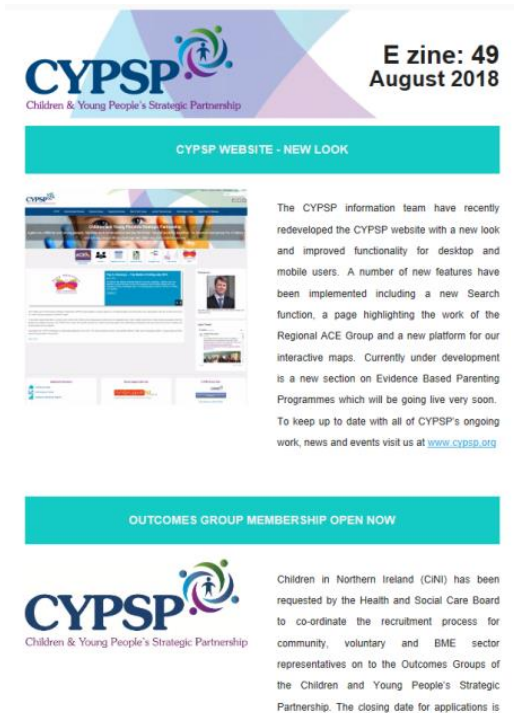 CYPSP
Children & Young People's Strategic Partnership
E zine: 49
August 2018
CYPSP WEBSITE - NEW LOOK
CYPSP
The CYPSP information team have recently
redeveloped the CYPSP website with a new look
and improved functionality for desktop and
mobile users. A number of new features have
been implemented including a new Search
function, a page highlighting the work of the
Regional ACE Group and a new platform for our
interactive maps. Currently under development
is a new section on Evidence Based Parenting
Programmes which will be going live very soon.
To keep up to date with all of CYPSP's ongoing
work, news and events visit us at www.cypsp.org
OUTCOMES GROUP MEMBERSHIP OPEN NOW
CYPSP
Children & Young People's Strategic Partnership
Children in Northern Ireland (CiNI) has been
requested by the Health and Social Care Board
to co-ordinate the recruitment process for
community, voluntary and BME sector
representatives on to the Outcomes Groups of
the Children and Young People's Strategic
Partnership. The closing date for applications is